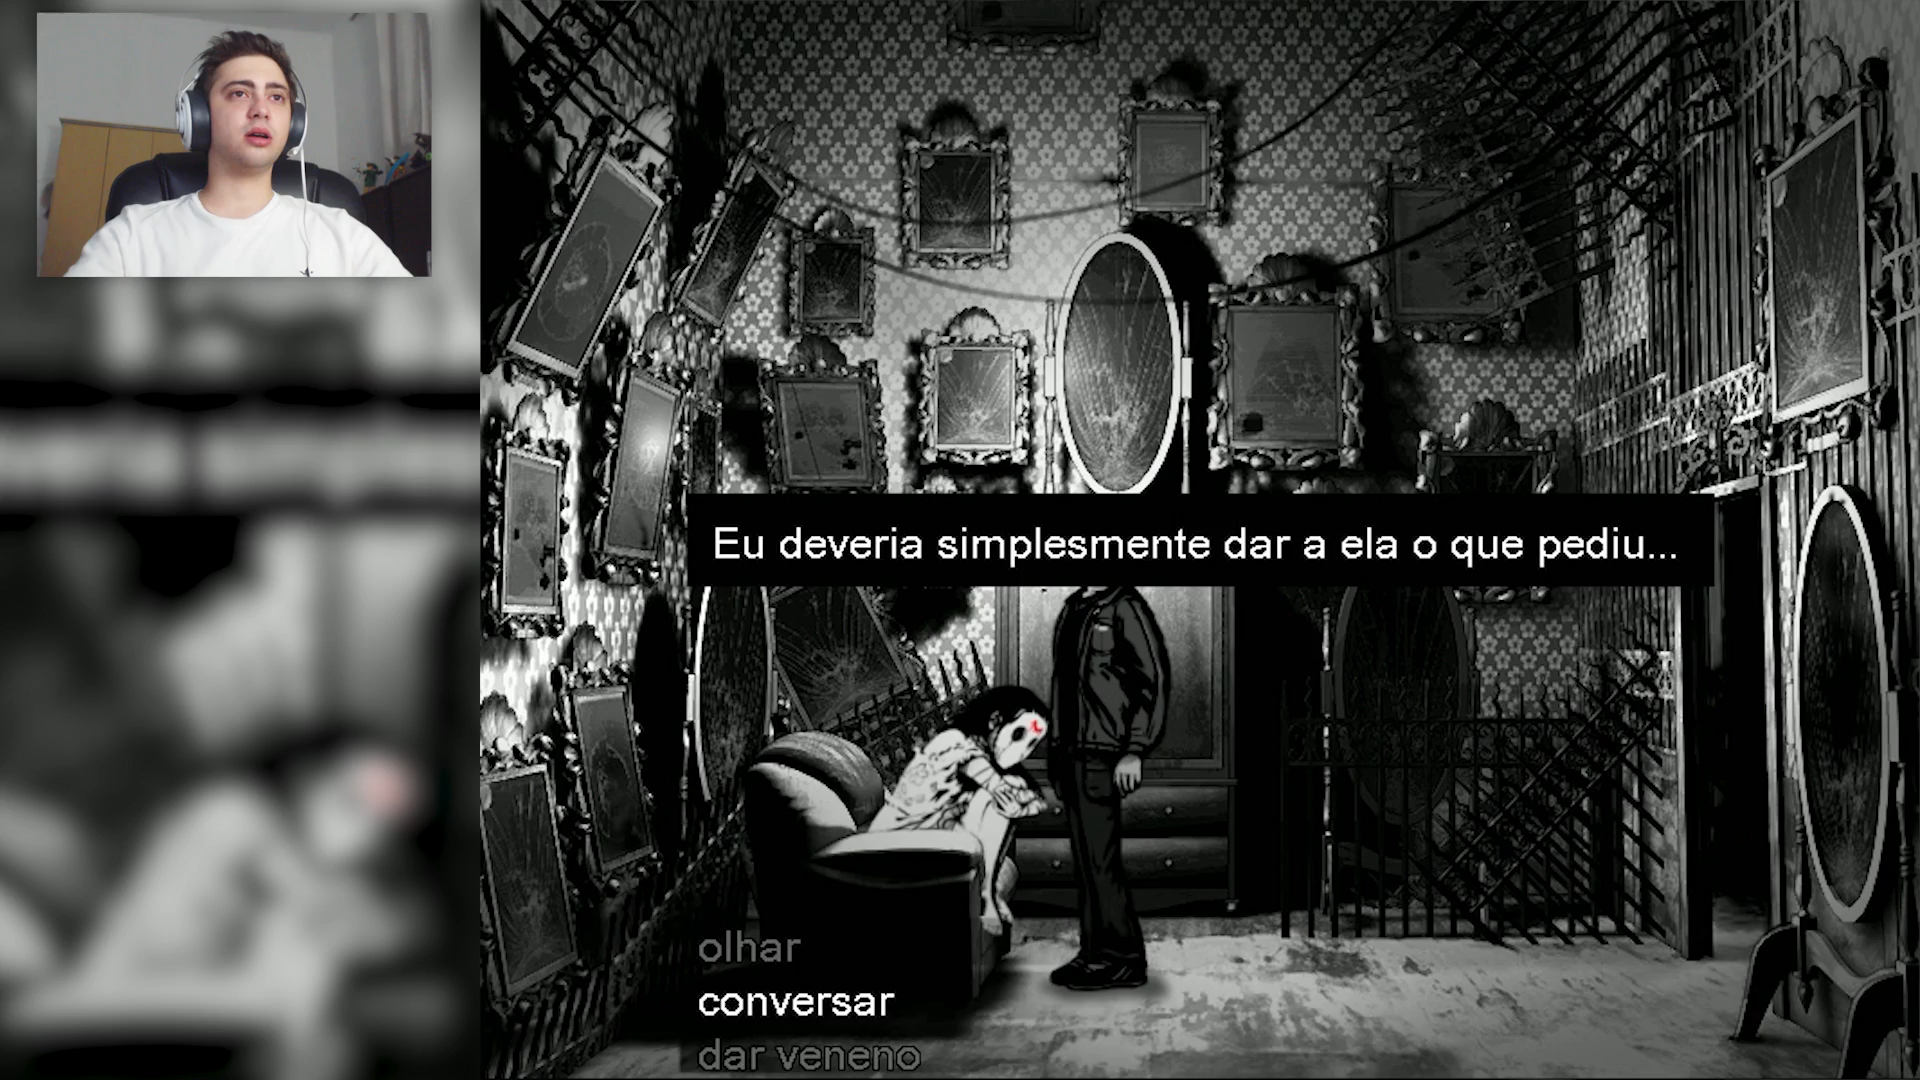 Eu deveria simplesmente dar a ela o que pediu...
olhar
conversar
dar veneno